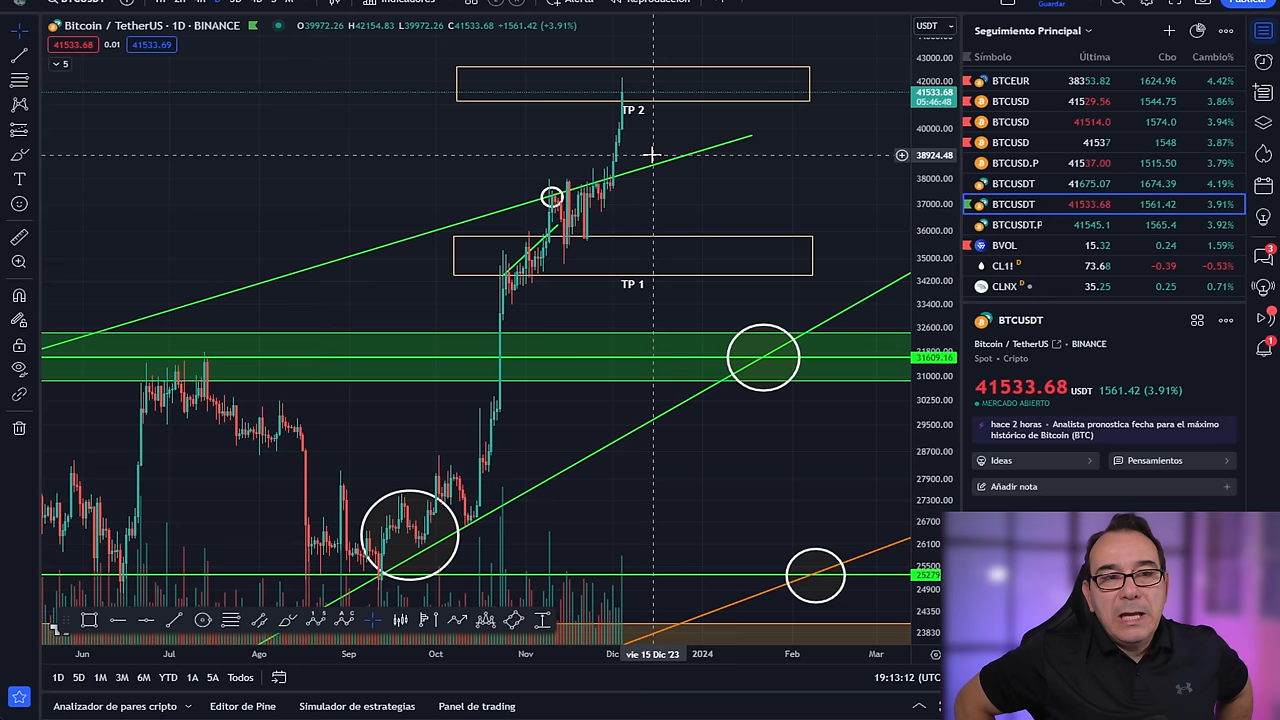 Guardar
Bitcoin / TetherUS · 1D · BINANCE O39972.26 H42154.83 L39972.26 C41533.68 +1561.42 (+3.91%)
41533.68 0.01 41533.69
5
USDT
43000.00
42000.00
41533.68
05:46:48
40000.00
38924.48
38000.00
37000.00
36000.00
35000.00
34200.00
33400.00
32600.00
31609.16
31000.00
30250.00
29500.00
28700.00
27900.00
27300.00
26700.00
26100.00
25500.00
25279
24900.00
24350.00
23830.00
TP 2
TP 1
Jun Jul Ago Sep Oct Nov Dic vie 15 Dic '23 2024 Feb Mar
1D 5D 1M 3M 6M YTD 1A 5A Todos 19:13:12 (UTC
Analizador de pares cripto Editor de Pine Simulador de estrategias Panel de trading
Seguimiento Principal
Símbolo Última Cbo Cambio%
BTCEUR 38353.82 1624.96 4.42%
BTCUSD 41529.56 1544.75 3.86%
BTCUSD 41514.0 1574.0 3.94%
BTCUSD 41537 1548 3.87%
BTCUSD.P 41537.00 1515.50 3.79%
BTCUSDT 41675.07 1674.39 4.19%
BTCUSDT 41533.68 1561.42 3.91%
BTCUSDT.P 41545.1 1565.4 3.92%
BVOL 15.32 0.24 1.59%
CL11 D 73.68 -0.39 -0.53%
CLNX D 35.25 0.25 0.71%
3
1
BTCUSDT
Bitcoin / TetherUS · BINANCE
Spot · Cripto
41533.68 USDT 1561.42 (3.91%)
MERCADO ABIERTO
hace 2 horas · Analista pronostica fecha para el máximo
histórico de Bitcoin (BTC)
Ideas Pensamientos
Añadir nota